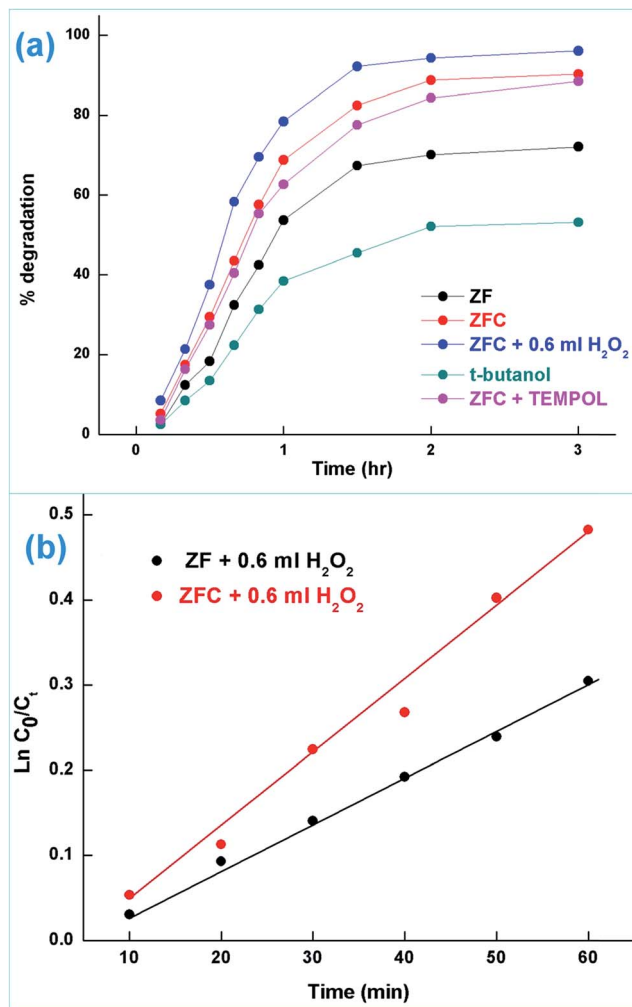 (a)
100
80
60
40
20
0
% degradation
ZF
ZFC
ZFC + 0.6 ml H₂O₂
t-butanol
ZFC + TEMPOL
0 1 2 3
Time (hr)
(b)
0.5
0.4
0.3
0.2
0.1
0.0
Ln C₀/Cₜ
ZF + 0.6 ml H₂O₂
ZFC + 0.6 ml H₂O₂
10 20 30 40 50 60
Time (min)